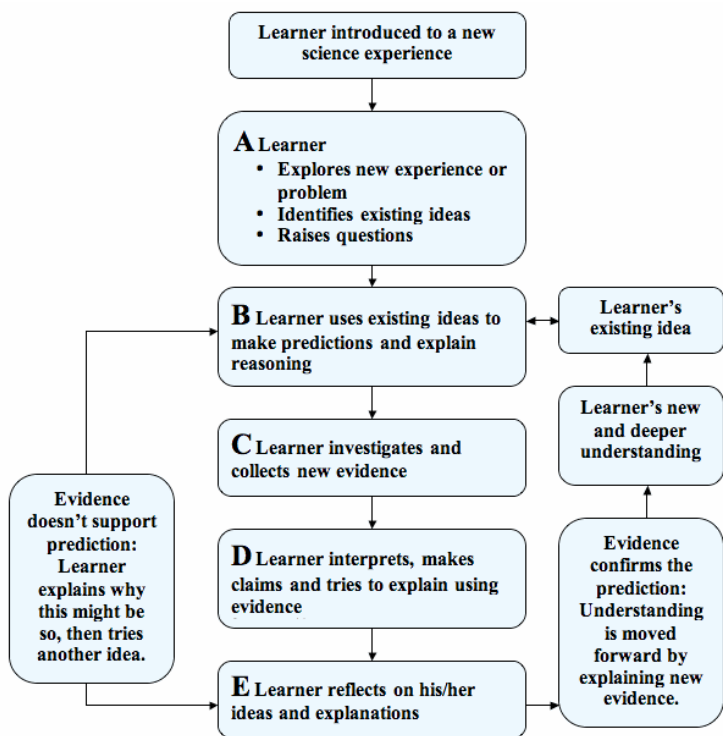 Learner introduced to a new
science experience
A Learner
• Explores new experience or
problem
• Identifies existing ideas
• Raises questions
B Learner uses existing ideas to
make predictions and explain
reasoning
Learner's
existing idea
C Learner investigates and
collects new evidence
Learner's new
and deeper
understanding
Evidence
doesn't support
prediction:
Learner
explains why
this might be
so, then tries
another idea.
D Learner interprets, makes
claims and tries to explain using
evidence
Evidence
confirms the
prediction:
Understanding
is moved
forward by
explaining new
evidence.
E Learner reflects on his/her
ideas and explanations